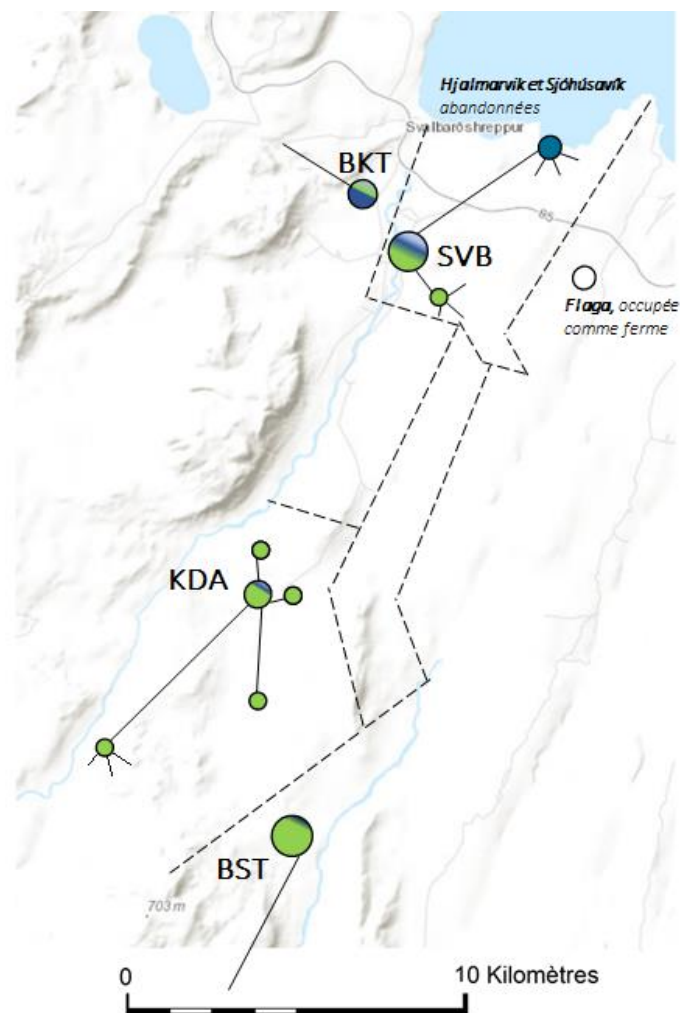 Hjalmarvik et Sjóhúsavík
abandonnées
Svalbarðshreppur
BKT
SVB
85
Flaga, occupée
comme ferme
KDA
BST
703 m
0 10 Kilomètres